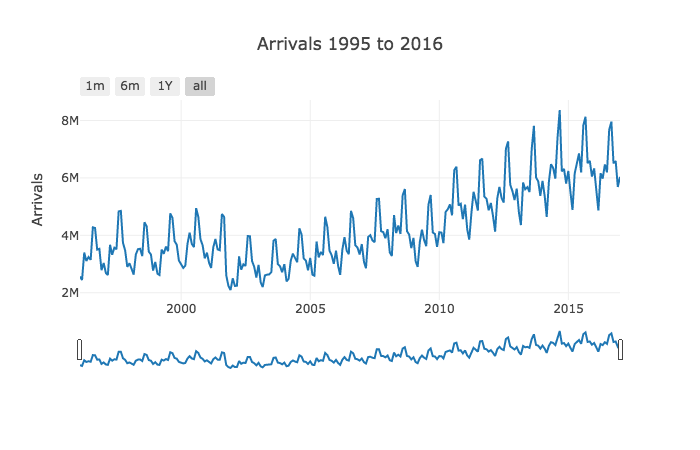 Arrivals 1995 to 2016
1m 6m 1Y all
8M
6M
4M
2M
Arrivals
2000 2005 2010 2015